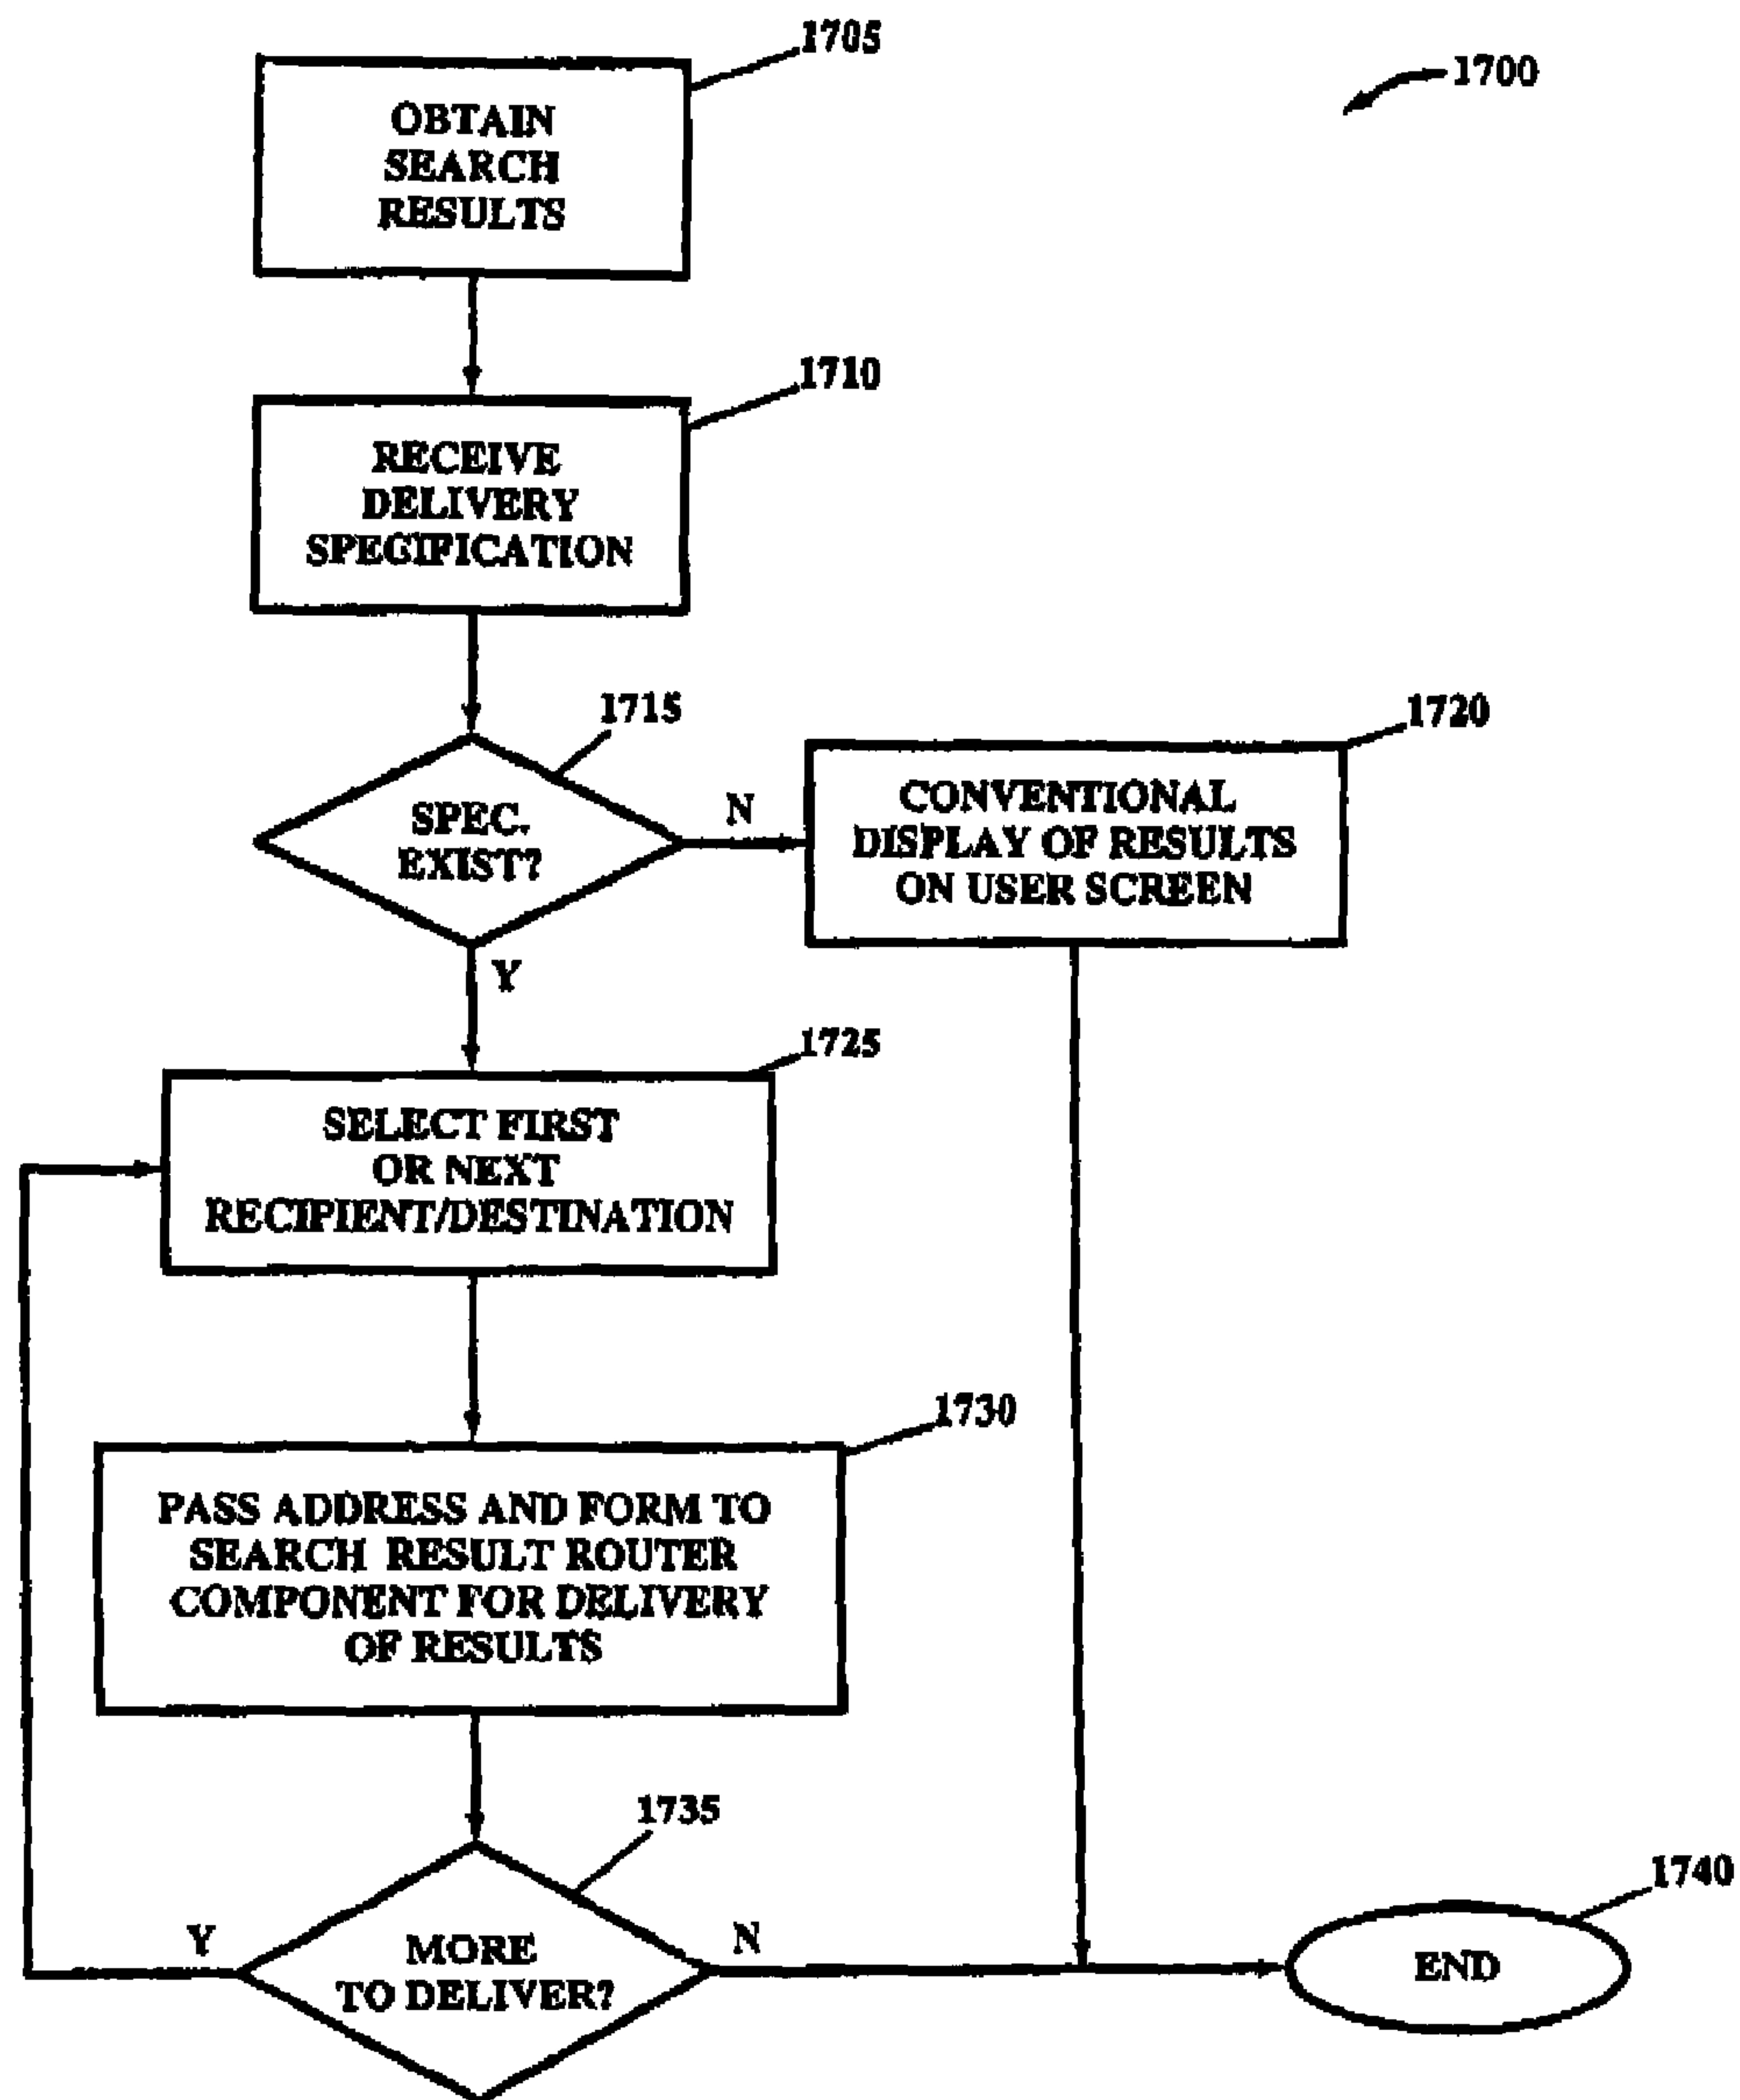 1705
1700
OBTAIN
SEARCH
RESULTS
1710
RECEIVE
DELIVERY
SPECIFICATION
1715
1720
SPEC.
EXIST?
N
CONVENTIONAL
DISPLAY OF RESULTS
ON USER SCREEN
Y
1725
SELECT FIRST
OR NEXT
RECIPIENT/DESTINATION
1730
PASS ADDRESS AND FORM TO
SEARCH RESULT ROUTER
COMPONENT FOR DELIVERY
OF RESULTS
1735
1740
Y
MORE
TO DELIVER?
N
END